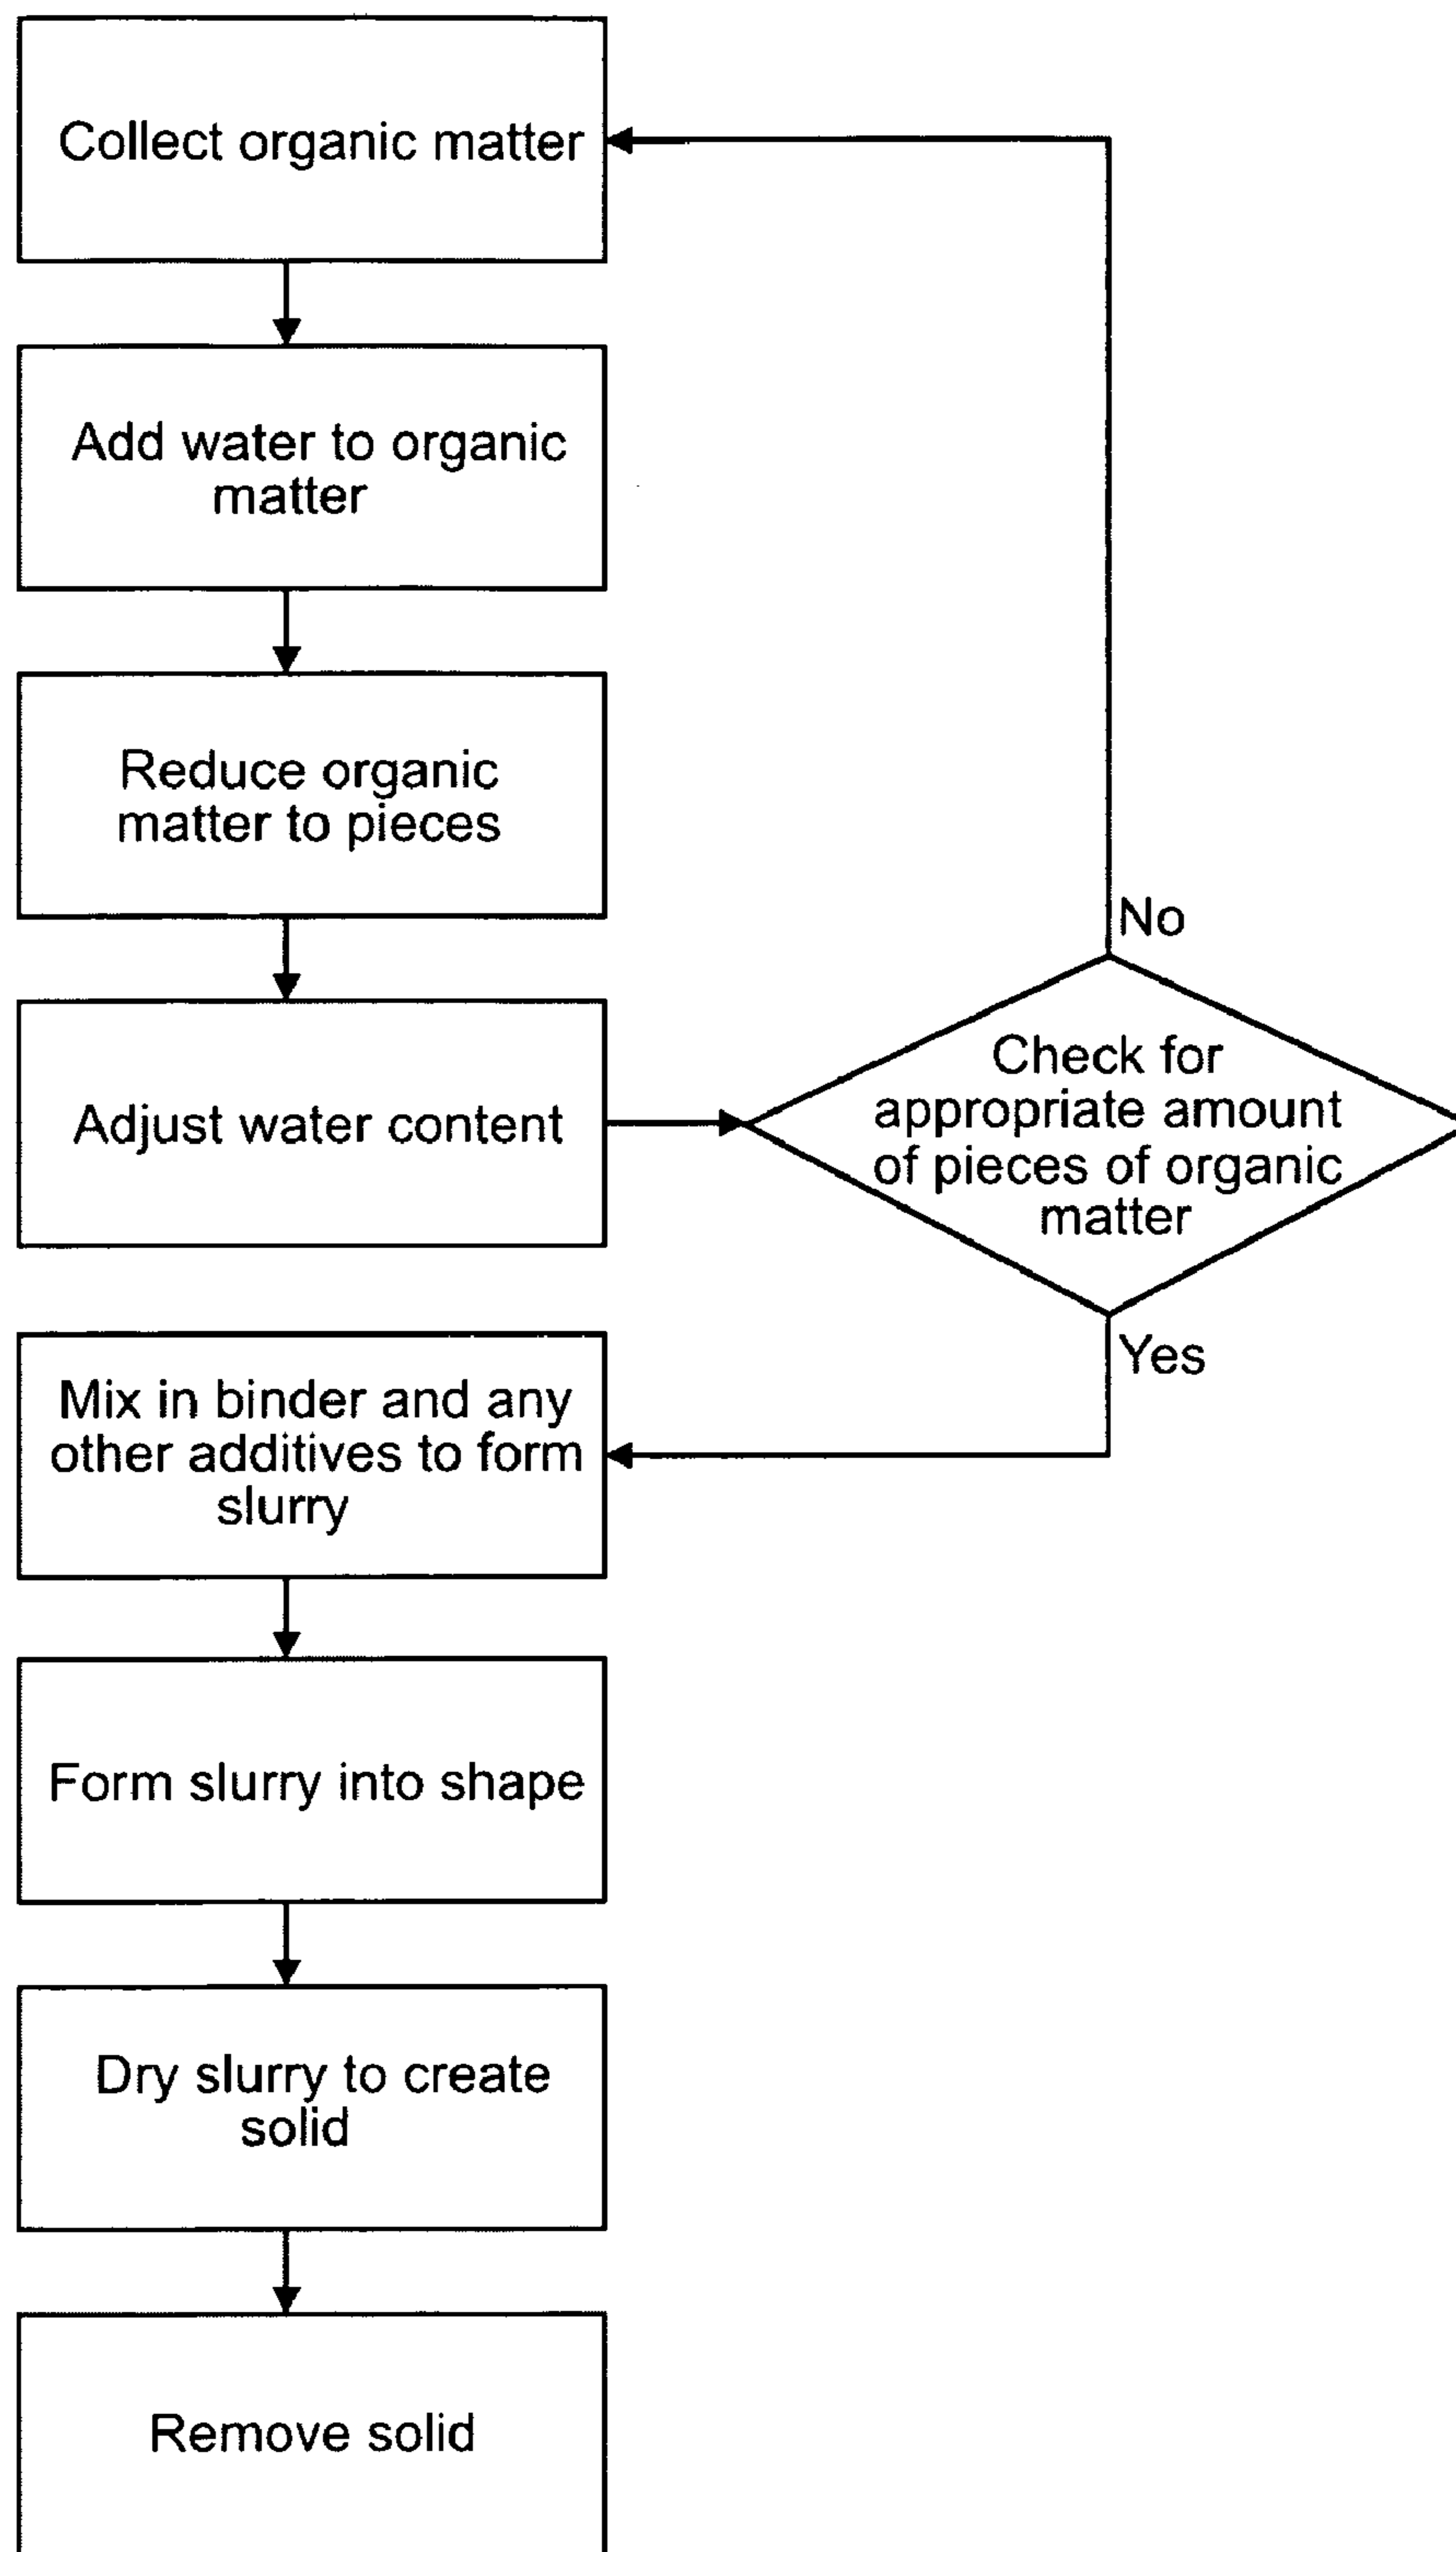 Collect organic matter
Add water to organic
matter
Reduce organic
matter to pieces
No
Adjust water content
Check for
appropriate amount
of pieces of organic
matter
Yes
Mix in binder and any
other additives to form
slurry
Form slurry into shape
Dry slurry to create
solid
Remove solid